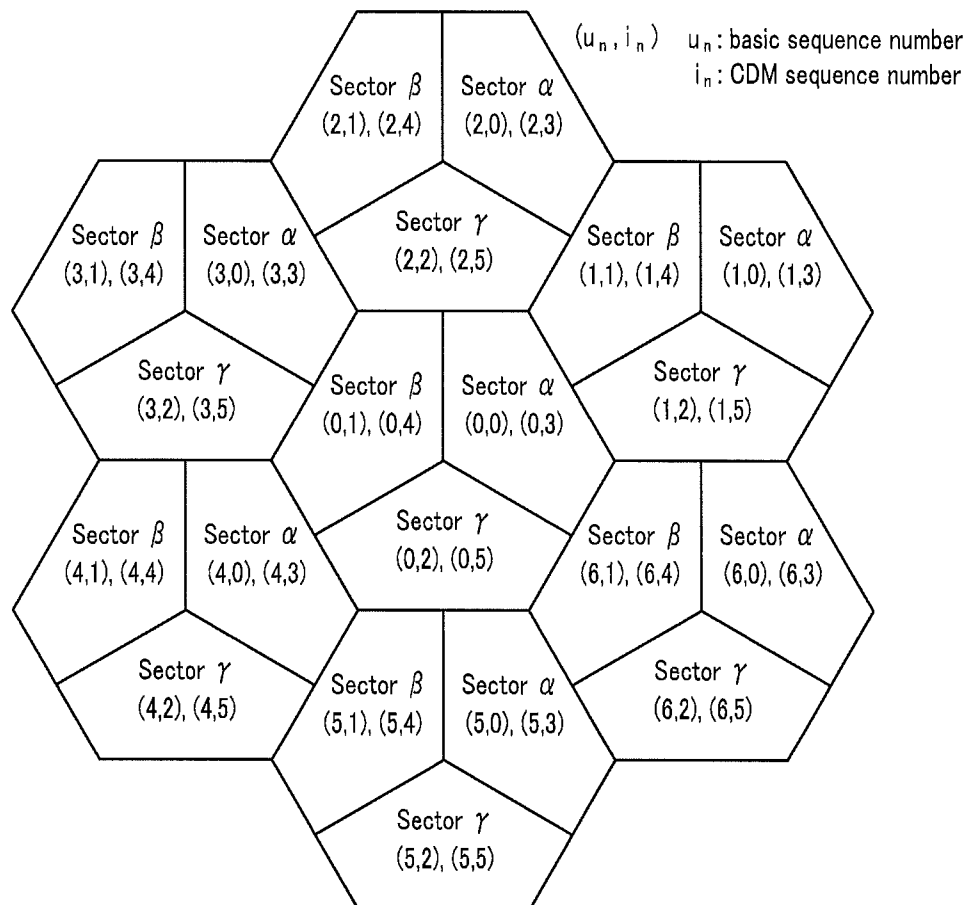 (un, in) un: basic sequence number
in: CDM sequence number
Sector β
(2,1), (2,4)
Sector α
(2,0), (2,3)
Sector γ
(2,2), (2,5)
Sector β
(3,1), (3,4)
Sector α
(3,0), (3,3)
Sector γ
(3,2), (3,5)
Sector β
(1,1), (1,4)
Sector α
(1,0), (1,3)
Sector γ
(1,2), (1,5)
Sector β
(0,1), (0,4)
Sector α
(0,0), (0,3)
Sector γ
(0,2), (0,5)
Sector β
(4,1), (4,4)
Sector α
(4,0), (4,3)
Sector γ
(4,2), (4,5)
Sector β
(6,1), (6,4)
Sector α
(6,0), (6,3)
Sector γ
(6,2), (6,5)
Sector β
(5,1), (5,4)
Sector α
(5,0), (5,3)
Sector γ
(5,2), (5,5)